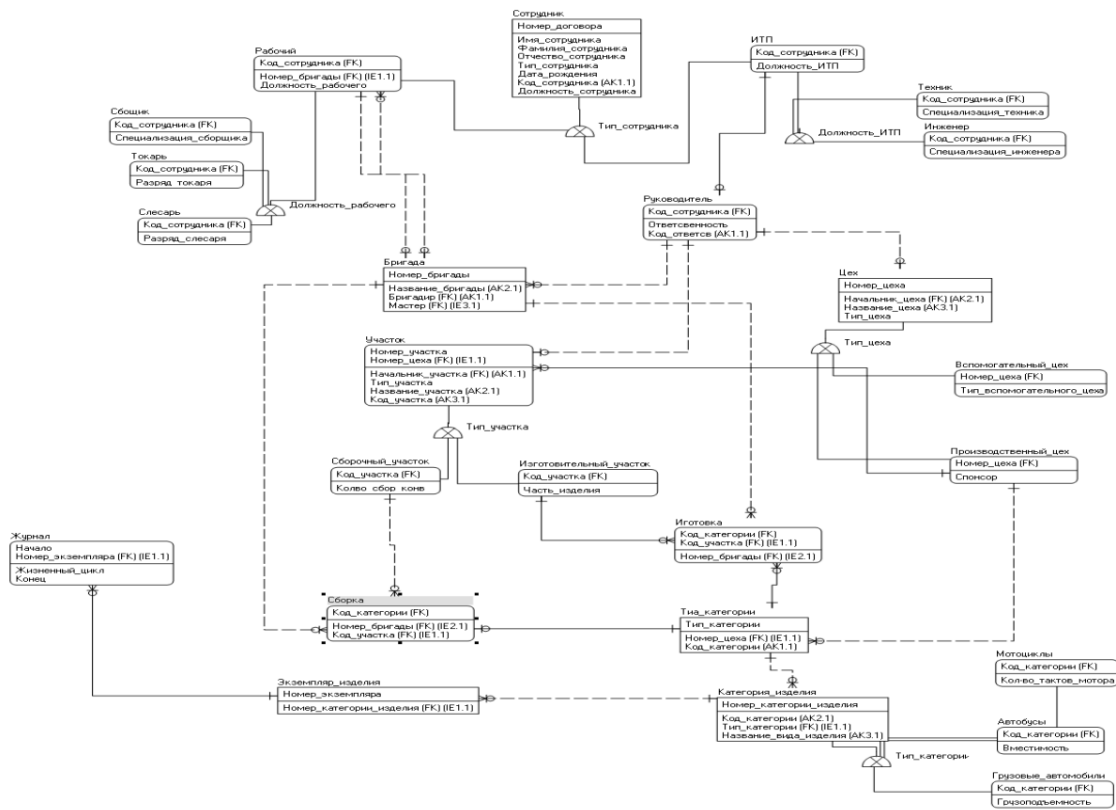 Сотрудник
Номер_договора
Имя_сотрудника
Фамилия_сотрудника
Отчество_сотрудника
Тип_сотрудника
Дата_рождения
Код_сотрудника (AK1.1)
Должность_сотрудника
Рабочий
Код_сотрудника (FK)
Номер_бригады (FK) (IE1.1)
Должность_рабочего
ИТП
Код_сотрудника (FK)
Должность_ИТП
Техник
Код_сотрудника (FK)
Специализация_техника
Сбощик
Код_сотрудника (FK)
Специализация_сборщика
Тип_сотрудника
Должность_ИТП
Инженер
Код_сотрудника (FK)
Специализация_инженера
Токарь
Код_сотрудника (FK)
Разряд_токаря
Должность_рабочего
Слесарь
Код_сотрудника (FK)
Разряд_слесаря
Руководитель
Код_сотрудника (FK)
Ответсвенность
Код_ответсв (AK1.1)
Бригада
Номер_бригады
Название_бригады (AK2.1)
Бригадир (FK) (AK1.1)
Мастер (FK) (IE3.1)
Цех
Номер_цеха
Начальник_цеха (FK) (AK2.1)
Название_цеха (AK3.1)
Тип_цеха
Тип_цеха
Участок
Номер_участка
Номер_цеха (FK) (IE1.1)
Начальник_участка (FK) (AK1.1)
Тип_участка
Название_участка (AK2.1)
Код_участка (AK3.1)
Вспомогательный_цех
Номер_цеха (FK)
Тип_вспомогательного_цеха
Тип_участка
Сборочный_участок
Код_участка (FK)
Колво_сбор_конв
Изготовительный_участок
Код_участка (FK)
Часть_изделия
Производственный_цех
Номер_цеха (FK)
Спонсор
Иготовка
Код_категории (FK)
Код_участка (FK) (IE1.1)
Номер_бригады (FK) (IE2.1)
Журнал
Начало
Номер_экземпляра (FK) (IE1.1)
Жизненный_цикл
Конец
Сборка
Код_категории (FK)
Номер_бригады (FK) (IE2.1)
Код_участка (FK) (IE1.1)
Тиа_категории
Тип_категории
Номер_цеха (FK) (IE1.1)
Код_категории (AK1.1)
Мотоциклы
Код_категории (FK)
Кол-во_тактов_мотора
Экземпляр_изделия
Номер_экземпляра
Номер_категории_изделия (FK) (IE1.1)
Категория_изделия
Номер_категории_изделия
Код_категории (AK2.1)
Тип_категории (FK) (IE1.1)
Название_вида_изделия (AK3.1)
Автобусы
Код_категории (FK)
Вместимость
Тип_категории
Грузовые_автомобили
Код_категории (FK)
Грузоподъемность